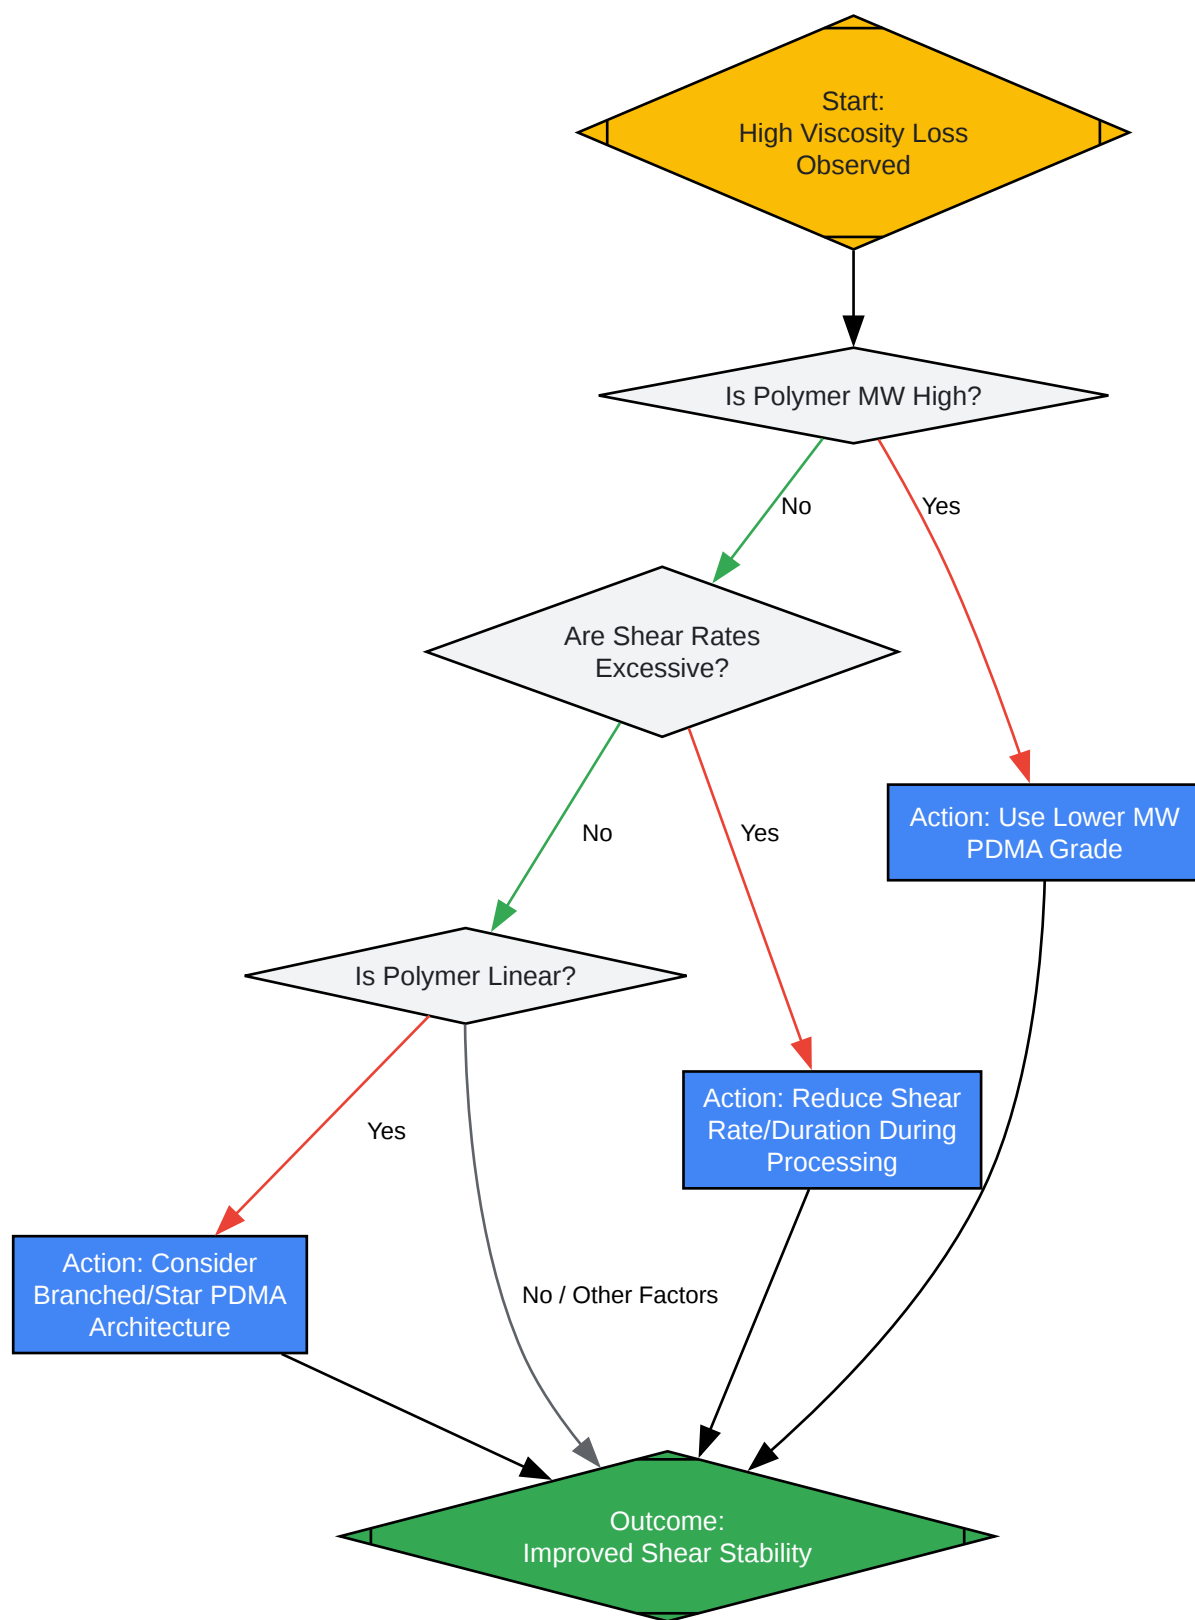 Start:
High Viscosity Loss
Observed
Is Polymer MW High?
No
Yes
Are Shear Rates
Excessive?
Action: Use Lower MW
PDMA Grade
No
Yes
Is Polymer Linear?
Action: Reduce Shear
Rate/Duration During
Processing
Yes
Action: Consider
Branched/Star PDMA
Architecture
No / Other Factors
Outcome:
Improved Shear Stability